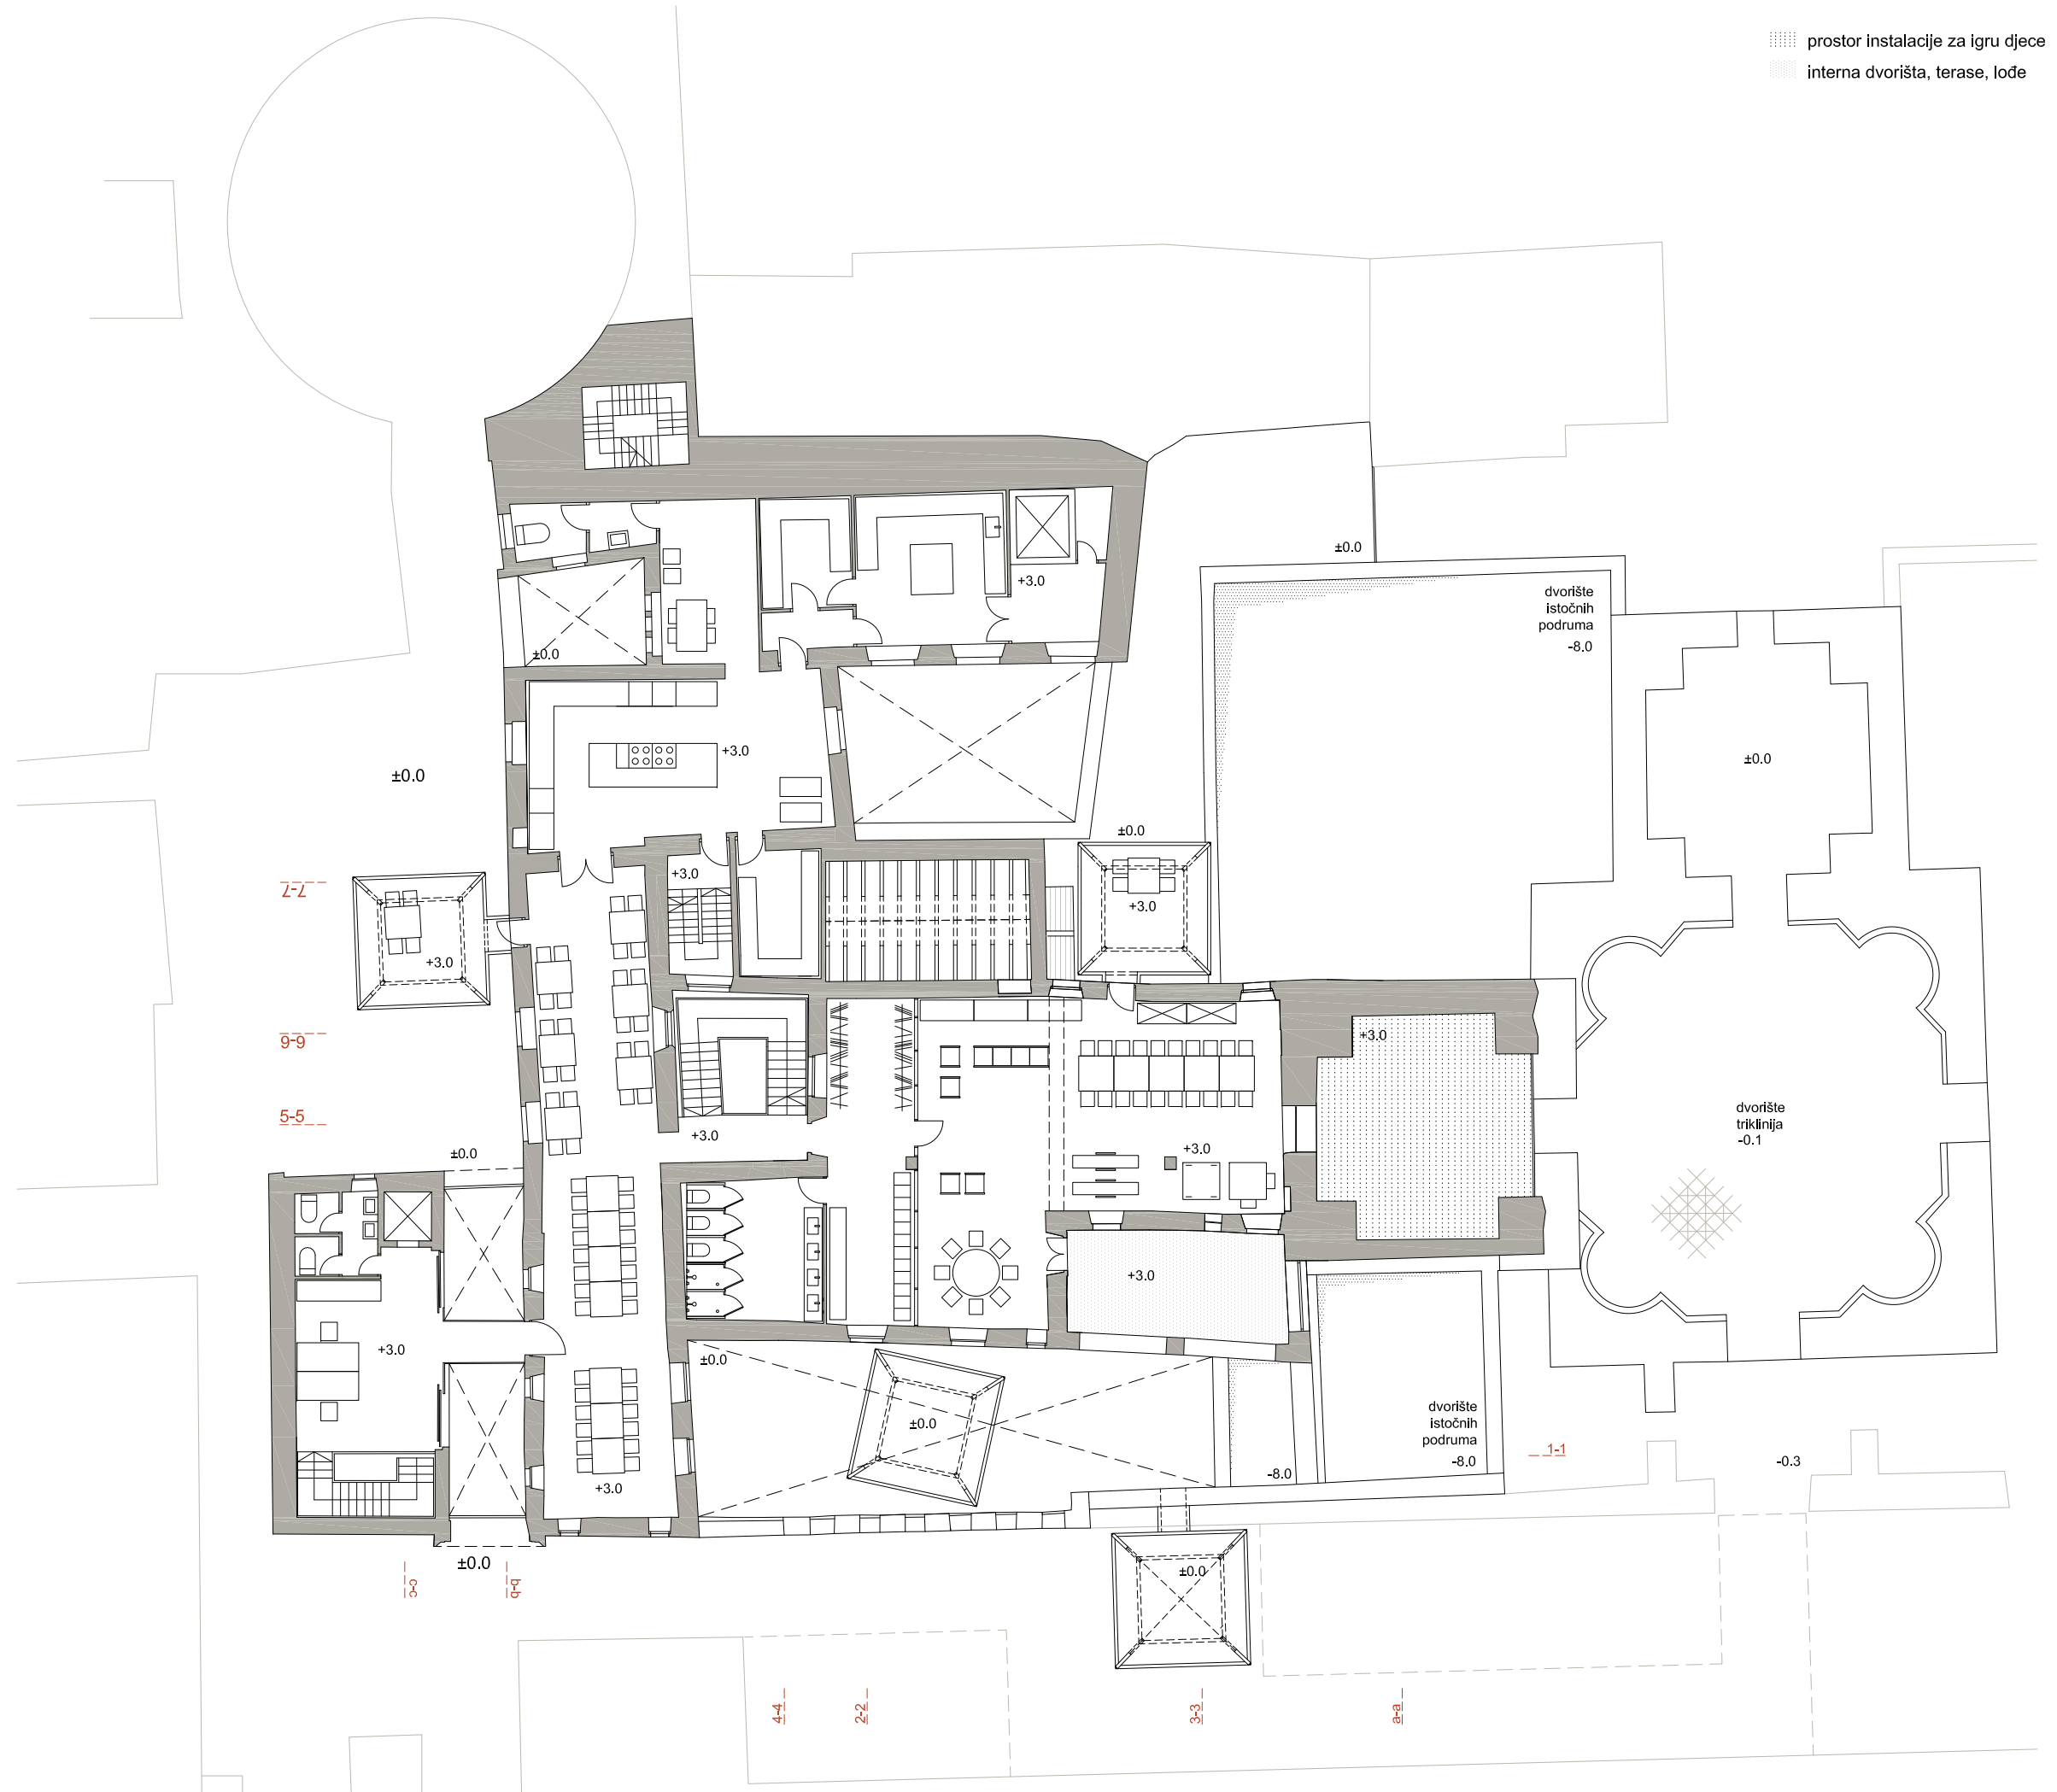 prostor instalacije za igru djece
interna dvorišta, terase, lođe
±0.0
+3.0
dvorište
istočnih
podruma
-8.0
±0.0
+3.0
±0.0
±0.0
±0.0
+3.0
7-7
+3.0
+3.0
9-9
+3.0
5-5
dvorište
triklinija
-0.1
+3.0
+3.0
±0.0
+3.0
+3.0
±0.0
dvorište
istočnih
podruma
-8.0
±0.0
1-1
-0.3
-8.0
+3.0
±0.0
±0.0
c-c
b-b
4-4
2-2
3-3
a-a